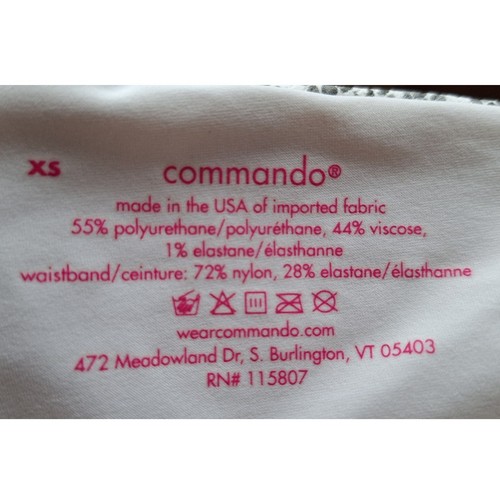 XS
commando®
made in the USA of imported fabric
55% polyurethane/polyuréthane, 44% viscose,
1% elastane/élasthanne
waistband/ceinture: 72% nylon, 28% elastane/élasthanne
wearcommando.com
472 Meadowland Dr, S. Burlington, VT 05403
RN# 115807